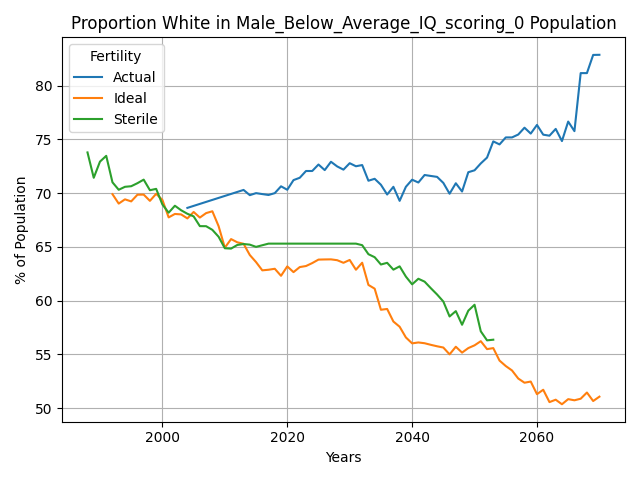 Proportion White in Male_Below_Average_IQ_scoring_0 Population
Fertility
Actual
Ideal
Sterile
% of Population
80
75
70
65
60
55
50
2000
2020
2040
2060
Years